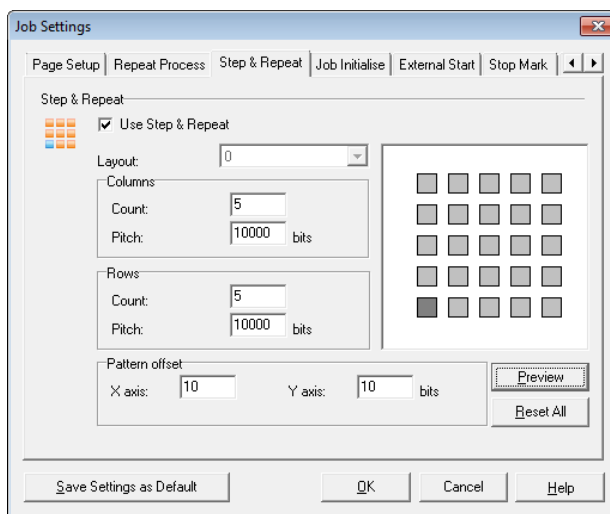 Job Settings
Page Setup Repeat Process Step & Repeat Job Initialise External Start Stop Mark
Step & Repeat
Use Step & Repeat
Layout: 0
Columns
Count: 5
Pitch: 10000 bits
Rows
Count: 5
Pitch: 10000 bits
Pattern offset
X axis: 10 Y axis: 10 bits
Preview
Reset All
Save Settings as Default OK Cancel Help